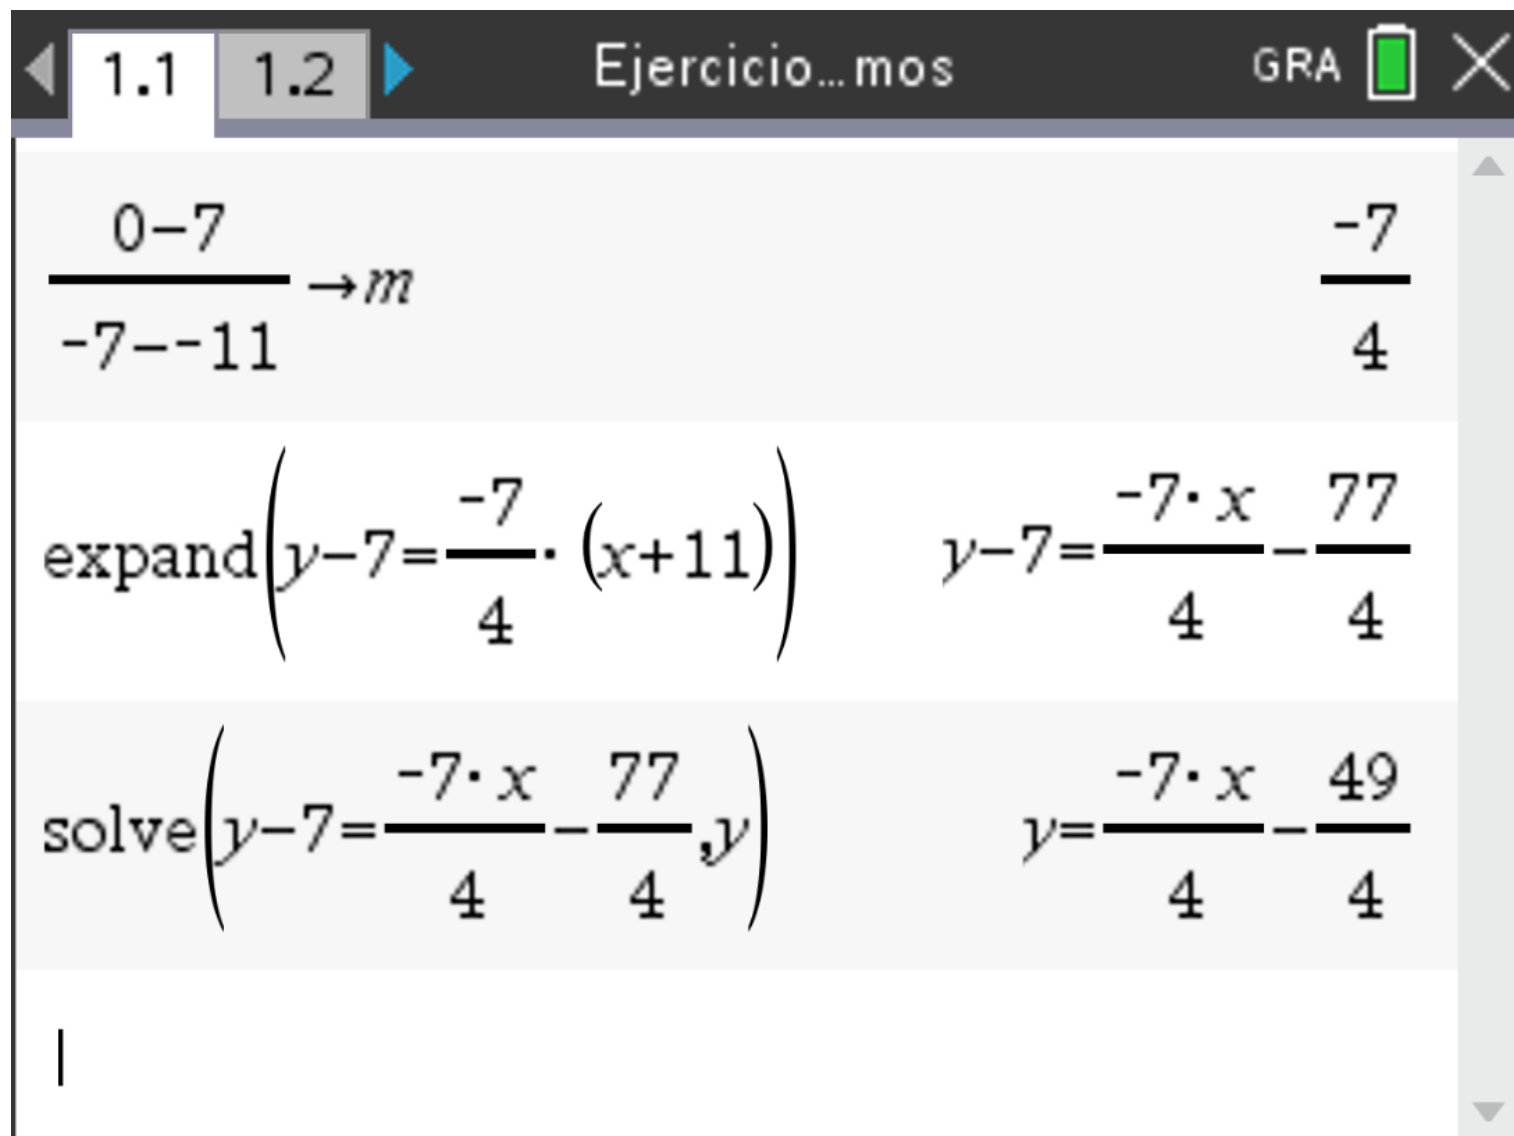 1.1 1.2 Ejercicio...mos GRA
(0−7)/(-7−-11)→m -7/4
expand(y−7=-7/4·(x+11)) y−7=-7·x/4−77/4
solve(y−7=-7·x/4−77/4,y) y=-7·x/4−49/4